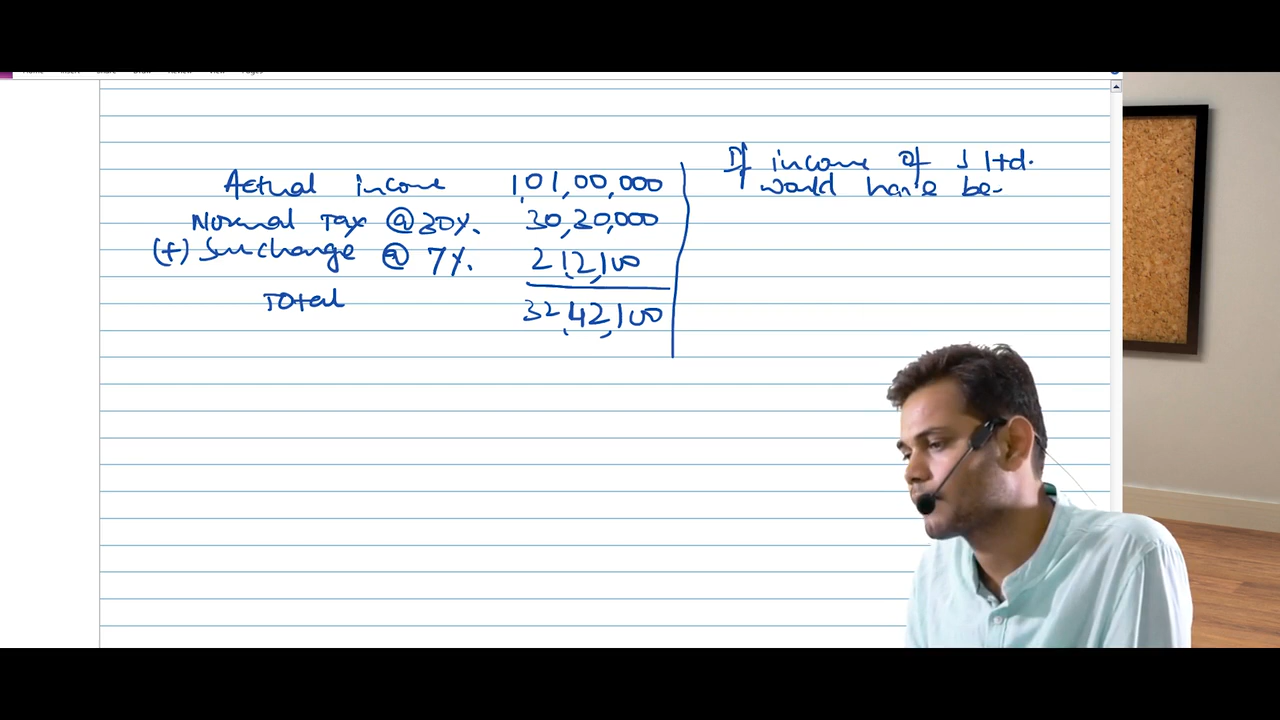 Actual income 1,01,00,000
Normal Tax @ 30%. 30,30,000
(+) Surcharge @ 7%. 2,12,100
Total 32,42,100
If income of J Ltd.
would have be